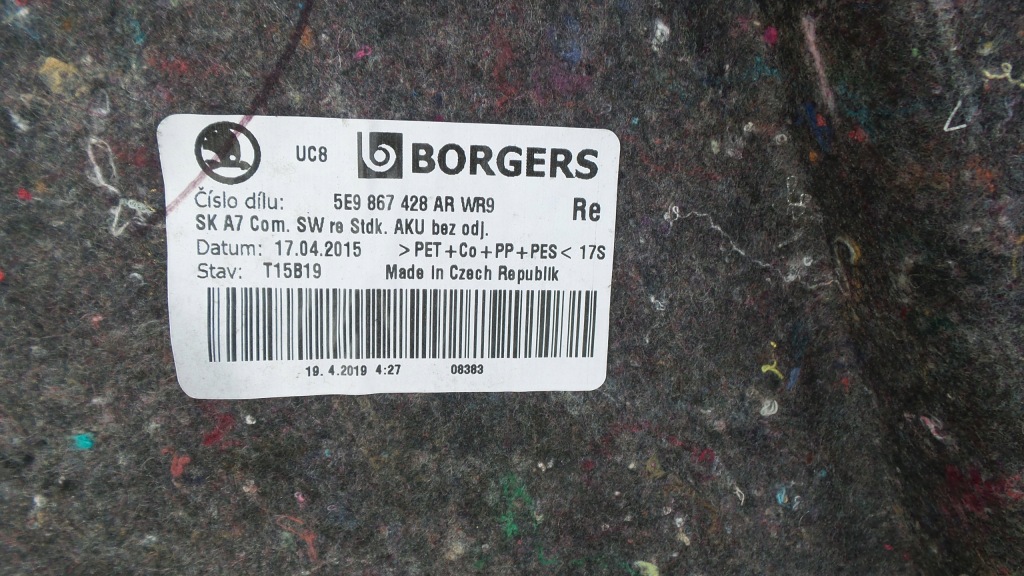 UC8 BORGERS
Číslo dílu: 5E9 867 428 AR WR9 Re
SK A7 Com. SW re Stdk. AKU bez odj.
Datum: 17.04.2015 >PET+Co+PP+PES< 17S
Stav: T15B19 Made in Czech Republik
19. 4.2019 4:27 08383